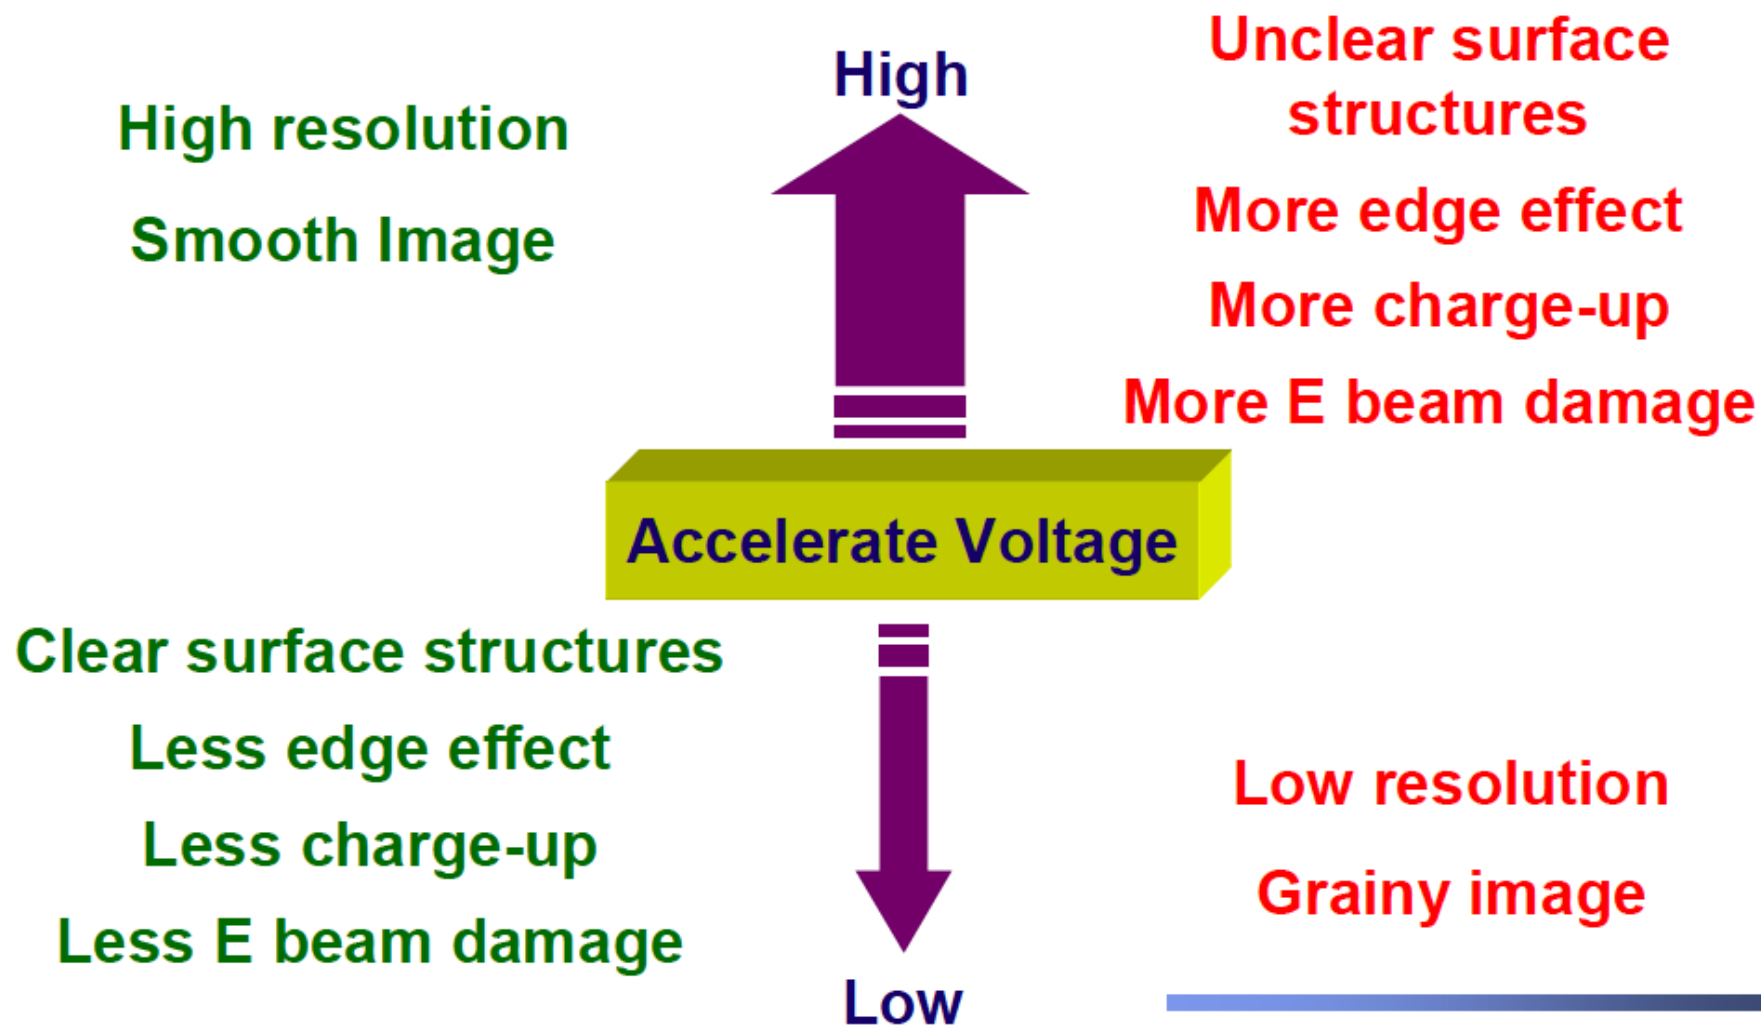 High
High resolution
Smooth Image
Unclear surface
structures
More edge effect
More charge-up
More E beam damage
Accelerate Voltage
Clear surface structures
Less edge effect
Less charge-up
Less E beam damage
Low resolution
Grainy image
Low